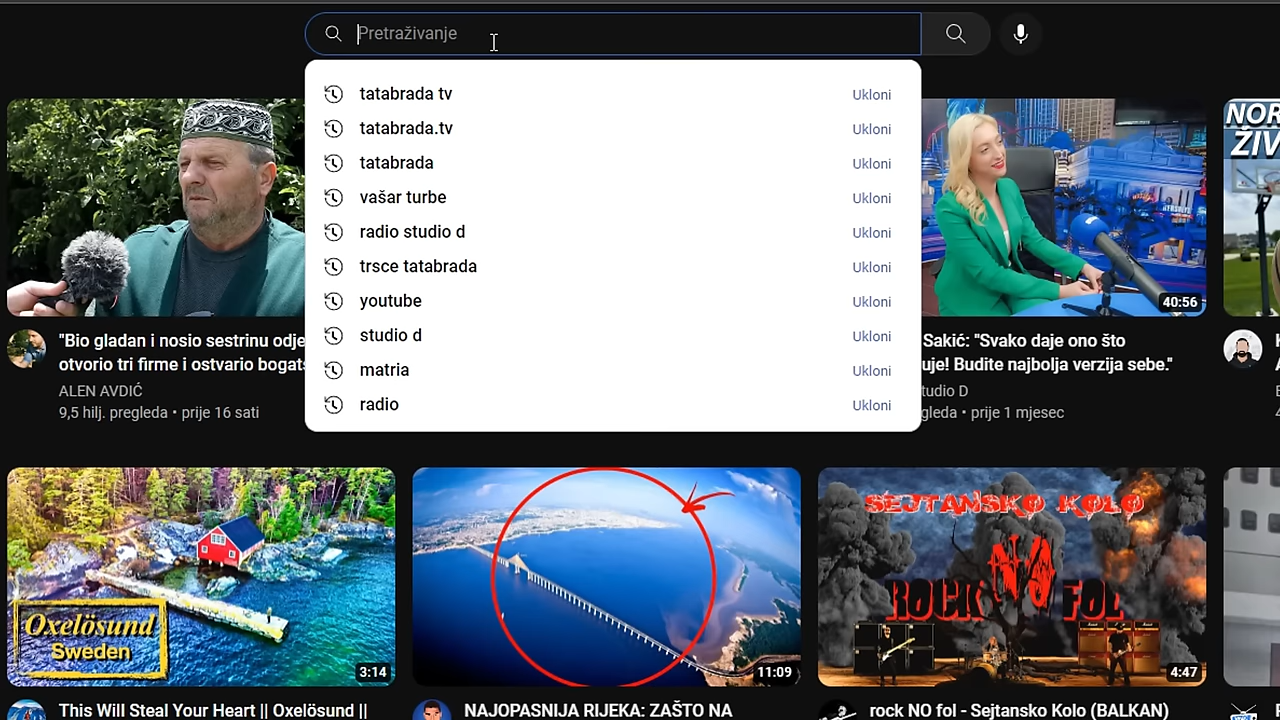 Pretraživanje
tatabrada tv
Ukloni
tatabrada.tv
Ukloni
tatabrada
Ukloni
vašar turbe
Ukloni
radio studio d
Ukloni
trsce tatabrada
Ukloni
youtube
Ukloni
studio d
Ukloni
matria
Ukloni
radio
Ukloni
"Bio gladan i nosio sestrinu odje
otvorio tri firme i ostvario bogats
ALEN AVDIĆ
9,5 hilj. pregleda • prije 16 sati
40:56
Sakić: "Svako daje ono što
uje! Budite najbolja verzija sebe."
tudio D
gleda • prije 1 mjesec
NOR
ŽIV
Oxelösund
Sweden
3:14
This Will Steal Your Heart || Oxelösund ||
11:09
NAJOPASNIJA RIJEKA: ZAŠTO NA
SEJTANSKO KOLO
ROCK NO FOL
4:47
rock NO fol - Sejtansko Kolo (BALKAN)